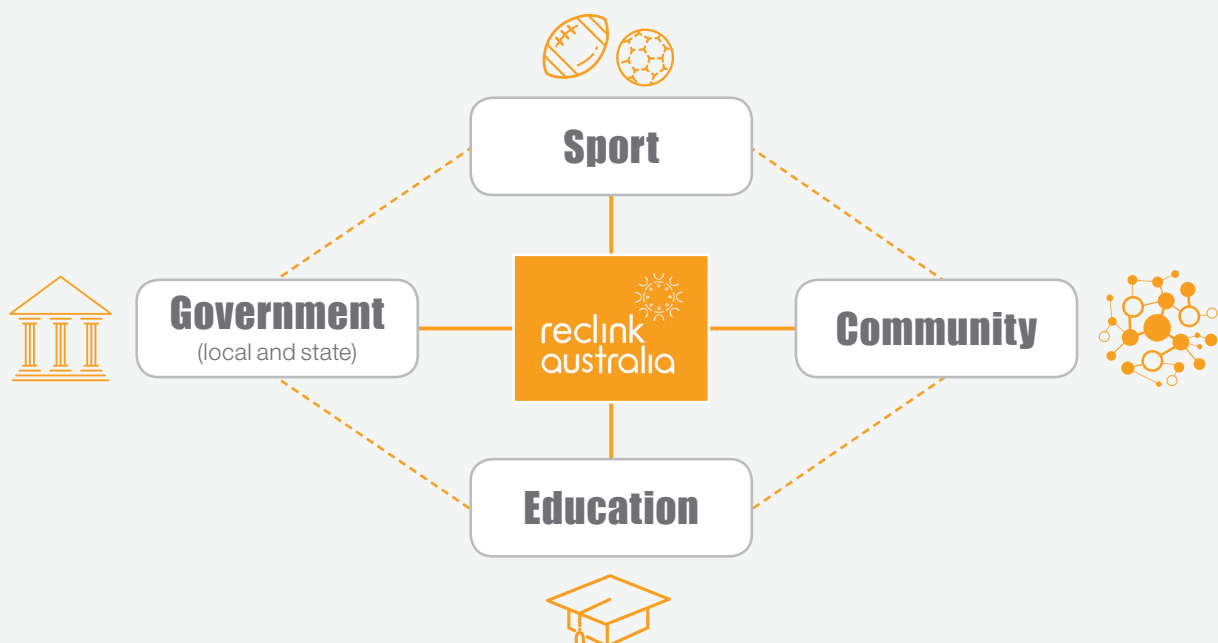 Sport
Government
(local and state)
reclink
australia
Community
Education